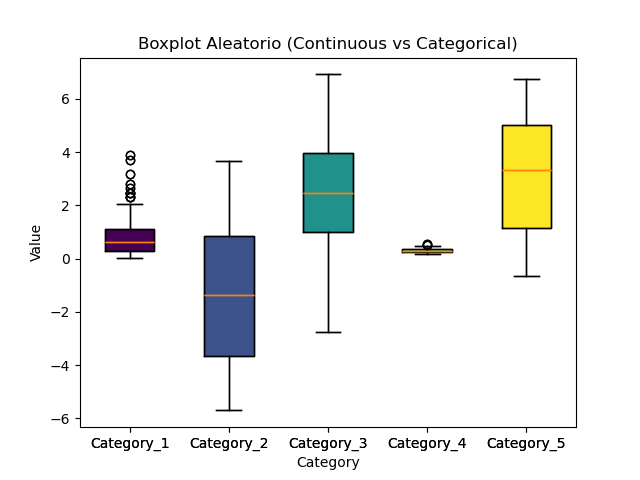 Boxplot Aleatorio (Continuous vs Categorical)
Value
6
4
2
0
−2
−4
−6
Category_1 Category_2 Category_3 Category_4 Category_5
Category